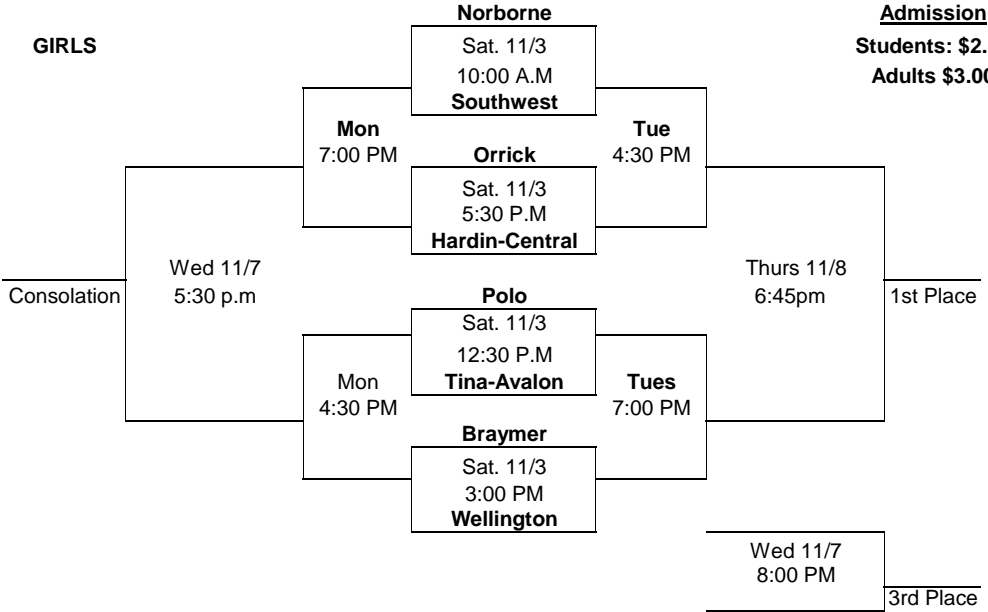 Norborne
Admission
GIRLS
Sat. 11/3
Students: $2.
10:00 A.M
Adults $3.00
Southwest
Mon
7:00 PM
Tue
4:30 PM
Orrick
Sat. 11/3
5:30 P.M
Hardin-Central
Wed 11/7
5:30 p.m
Thurs 11/8
6:45pm
Consolation
1st Place
Polo
Sat. 11/3
12:30 P.M
Tina-Avalon
Mon
4:30 PM
Tues
7:00 PM
Braymer
Sat. 11/3
3:00 PM
Wellington
Wed 11/7
8:00 PM
3rd Place